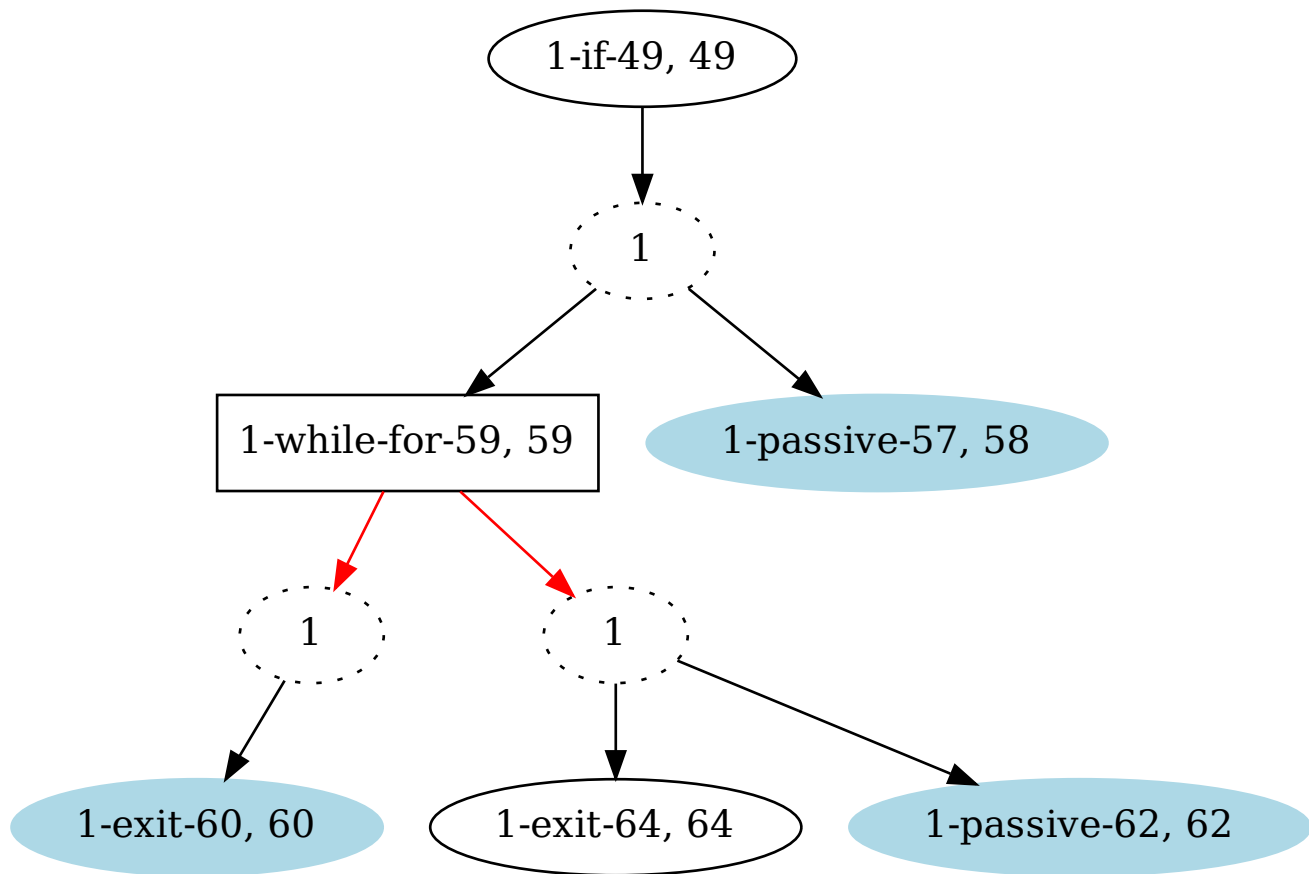 1-if-49, 49
1
1-while-for-59, 59
1-passive-57, 58
1
1
1-exit-60, 60
1-exit-64, 64
1-passive-62, 62